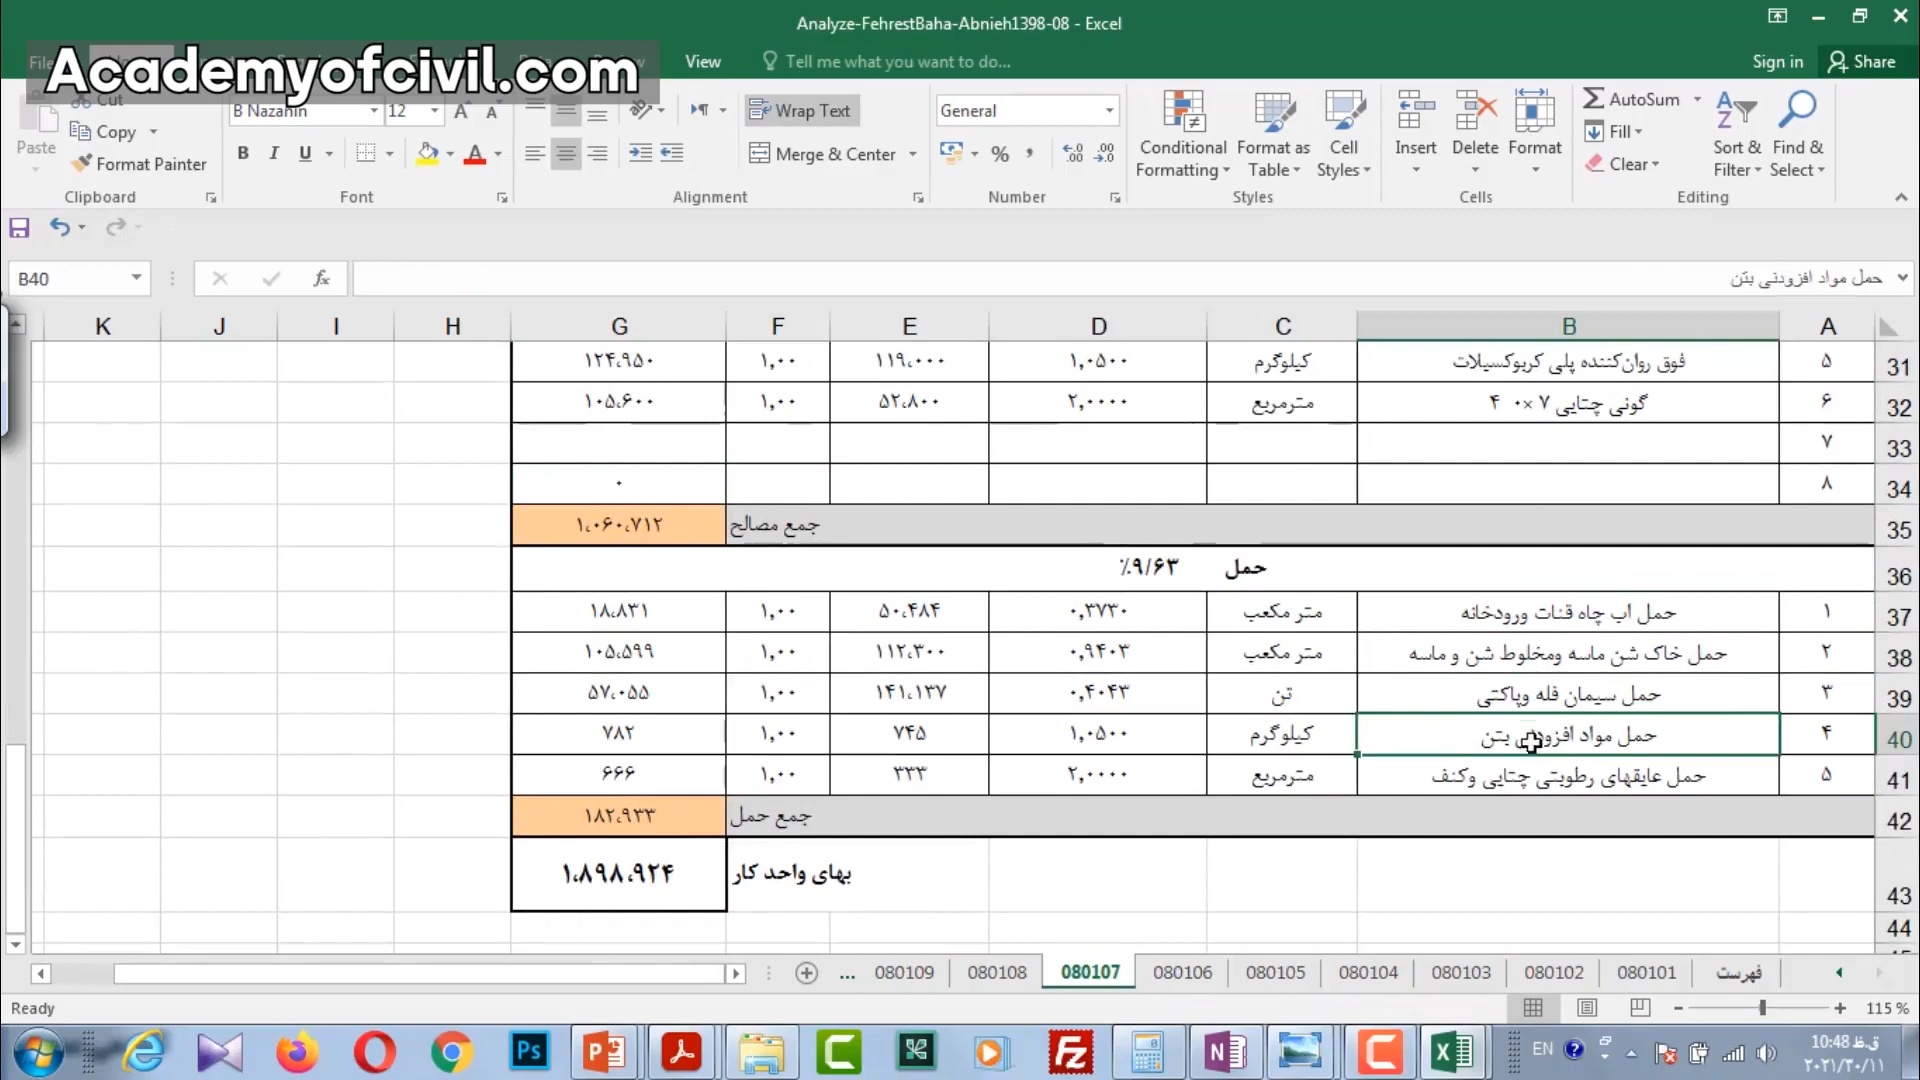 Analyze-FehrestBaha-Abnieh1398-08 - Excel
Academyofcivil.com
View
Tell me what you want to do...
Sign in
Share
Cut
Copy
Format Painter
Paste
Clipboard
B Nazanin
12
B I U
Font
Wrap Text
Merge & Center
Alignment
General
%
Number
Conditional Formatting
Format as Table
Cell Styles
Styles
Insert
Delete
Format
Cells
AutoSum
Fill
Clear
Sort & Filter
Find & Select
Editing
B40
fx
حمل مواد افزودنی بتن
K J I H G F E D C B A
31 ۵ فوق روان‌کننده پلی کربوکسیلات کیلوگرم ۱,۰۵۰۰ ۱۱۹،۰۰۰ ۱,۰۰ ۱۲۴،۹۵۰
32 ۶ گونی چتایی ۷ ×۰ ۴ مترمربع ۲,۰۰۰۰ ۵۲،۸۰۰ ۱,۰۰ ۱۰۵،۶۰۰
33 ۷
34 ۸ ۰
35 جمع مصالح ۱،۰۶۰،۷۱۲
36 حمل ۹/۶۳٪
37 ۱ حمل اب چاه قنات ورودخانه متر مکعب ۰,۳۷۳۰ ۵۰،۴۸۴ ۱,۰۰ ۱۸،۸۳۱
38 ۲ حمل خاک شن ماسه ومخلوط شن و ماسه متر مکعب ۰,۹۴۰۳ ۱۱۲،۳۰۰ ۱,۰۰ ۱۰۵،۵۹۹
39 ۳ حمل سیمان فله وپاکتی تن ۰,۴۰۴۳ ۱۴۱،۱۳۷ ۱,۰۰ ۵۷،۰۵۵
40 ۴ حمل مواد افزودنی بتن کیلوگرم ۱,۰۵۰۰ ۷۴۵ ۱,۰۰ ۷۸۲
41 ۵ حمل عایقهای رطوبتی چتایی وکنف مترمربع ۲,۰۰۰۰ ۳۳۳ ۱,۰۰ ۶۶۶
42 جمع حمل ۱۸۲،۹۳۳
43 بهای واحد کار ۱،۸۹۸،۹۲۴
44
... 080109 080108 080107 080106 080105 080104 080103 080102 080101 فهرست
Ready
115 %
Ps
EN
10:48 ق.ظ
۲۰۲۱/۳۰/۱۱